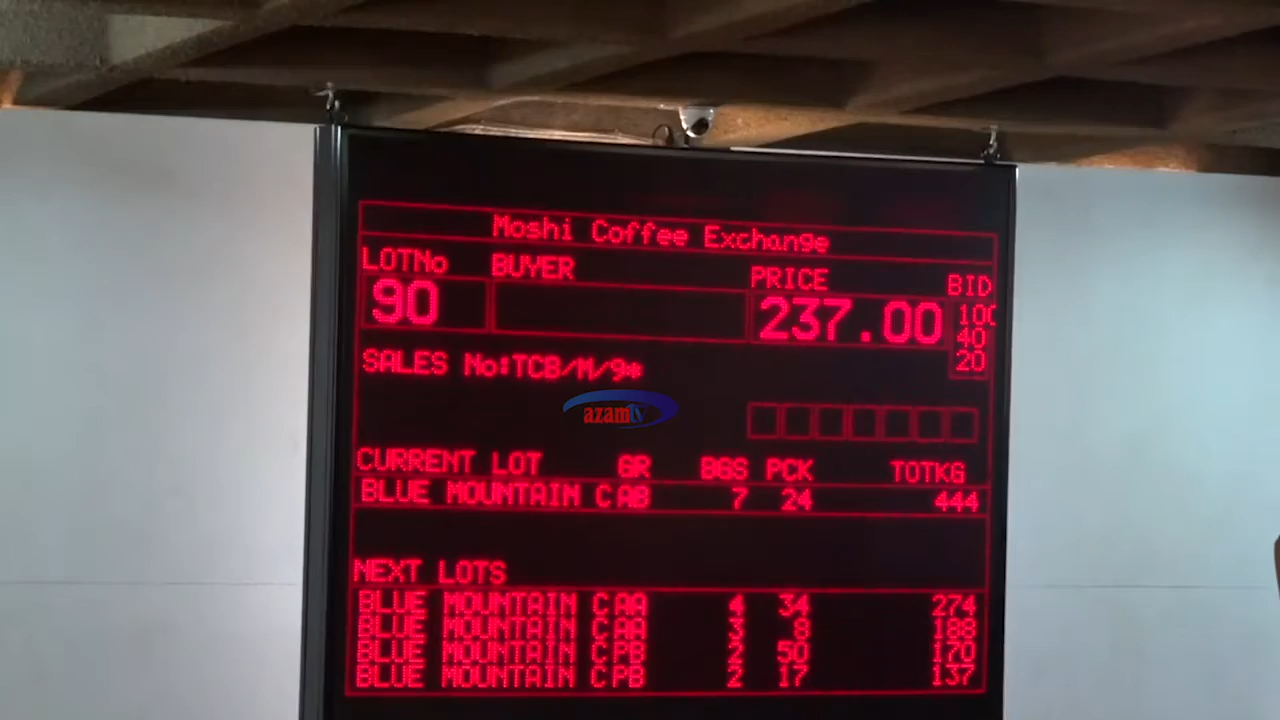 Moshi Coffee Exchange
LOTNo BUYER PRICE BID
90 237.00 100
40
20
SALES No:TCB/M/9*
azamtv
CURRENT LOT GR BGS PCK TOTKG
BLUE MOUNTAIN C AB 7 24 444
NEXT LOTS
BLUE MOUNTAIN C AA 4 34 274
BLUE MOUNTAIN C AA 3 8 188
BLUE MOUNTAIN C PB 2 50 170
BLUE MOUNTAIN C PB 2 17 137